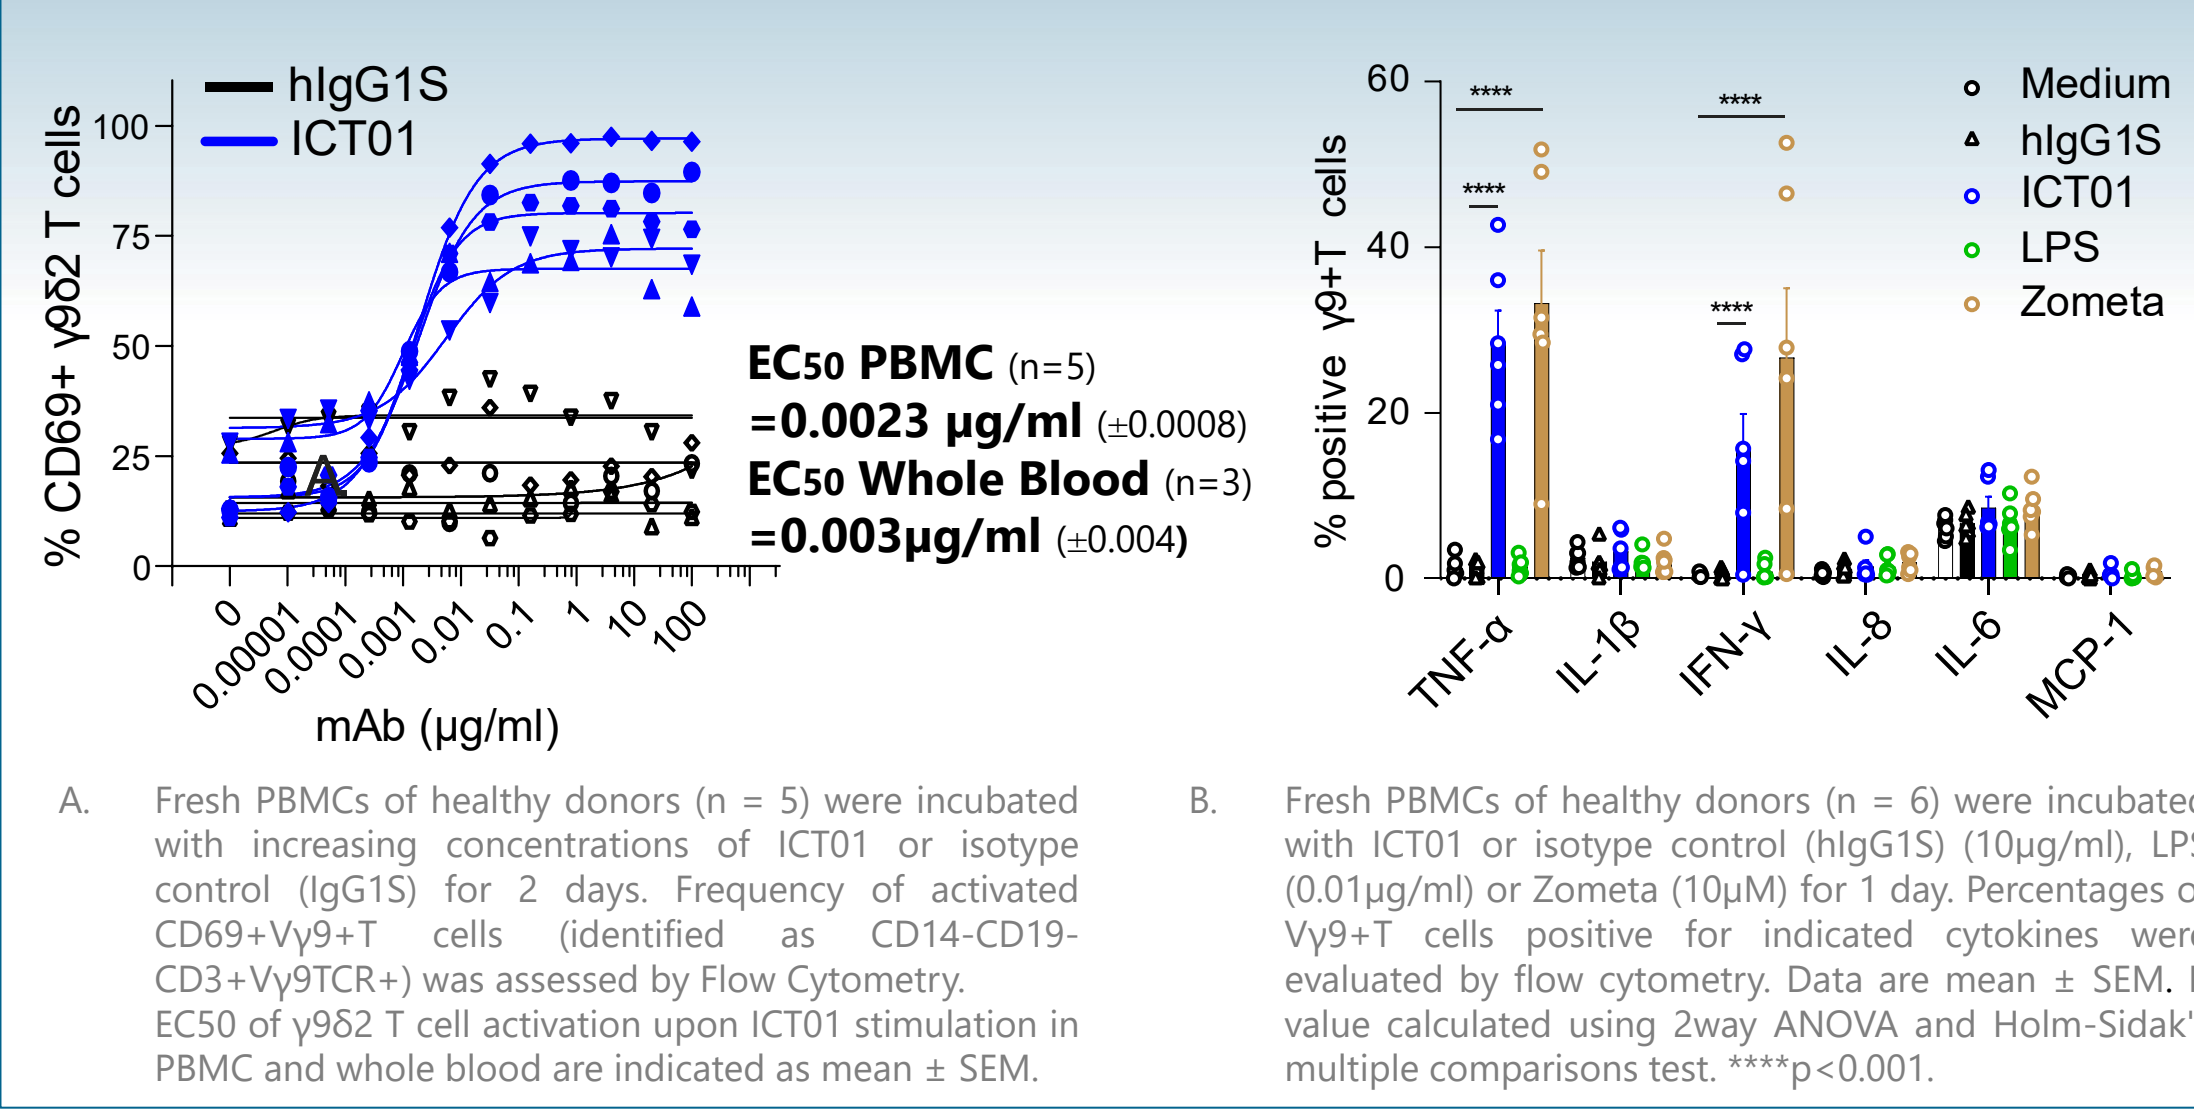 hIgG1S
ICT01
% CD69+ γ9δ2 T cells
100
75
50
25
0
A
0
0.00001
0.0001
0.001
0.01
0.1
1
10
100
mAb (µg/ml)
EC50 PBMC (n=5)
=0.0023 µg/ml (±0.0008)
EC50 Whole Blood (n=3)
=0.003µg/ml (±0.004)
% positive γ9+T cells
60
40
20
0
****
****
****
****
Medium
hIgG1S
ICT01
LPS
Zometa
TNF-α
IL-1β
IFN-γ
IL-8
IL-6
MCP-1
A. Fresh PBMCs of healthy donors (n = 5) were incubated
with increasing concentrations of ICT01 or isotype
control (IgG1S) for 2 days. Frequency of activated
CD69+Vγ9+T cells (identified as CD14-CD19-
CD3+Vγ9TCR+) was assessed by Flow Cytometry.
EC50 of γ9δ2 T cell activation upon ICT01 stimulation in
PBMC and whole blood are indicated as mean ± SEM.
B. Fresh PBMCs of healthy donors (n = 6) were incubated
with ICT01 or isotype control (hIgG1S) (10µg/ml), LPS
(0.01µg/ml) or Zometa (10µM) for 1 day. Percentages o
Vγ9+T cells positive for indicated cytokines were
evaluated by flow cytometry. Data are mean ± SEM.
value calculated using 2way ANOVA and Holm-Sidak'
multiple comparisons test. ****p<0.001.